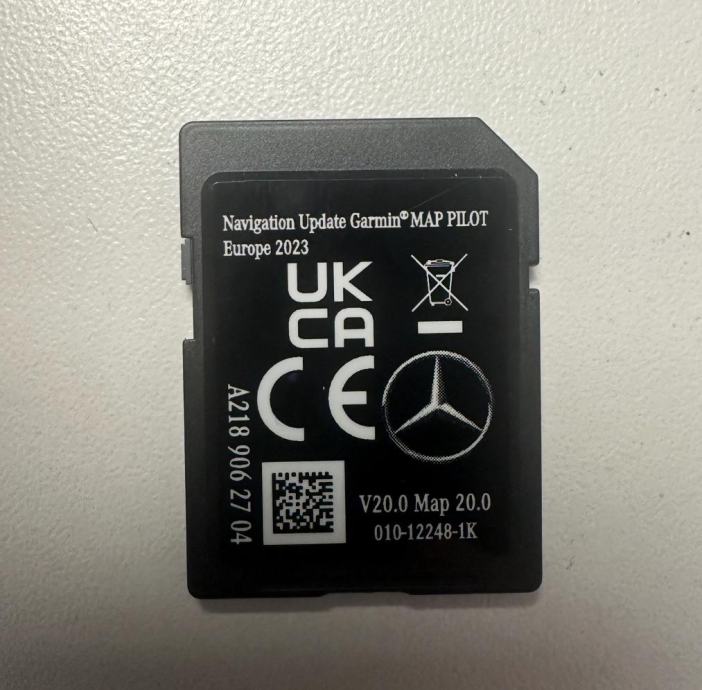 Navigation Update Garmin® MAP PILOT
Europe 2023
UK
CA
CE
A218 906 27 04
V20.0 Map 20.0
010-12248-1K